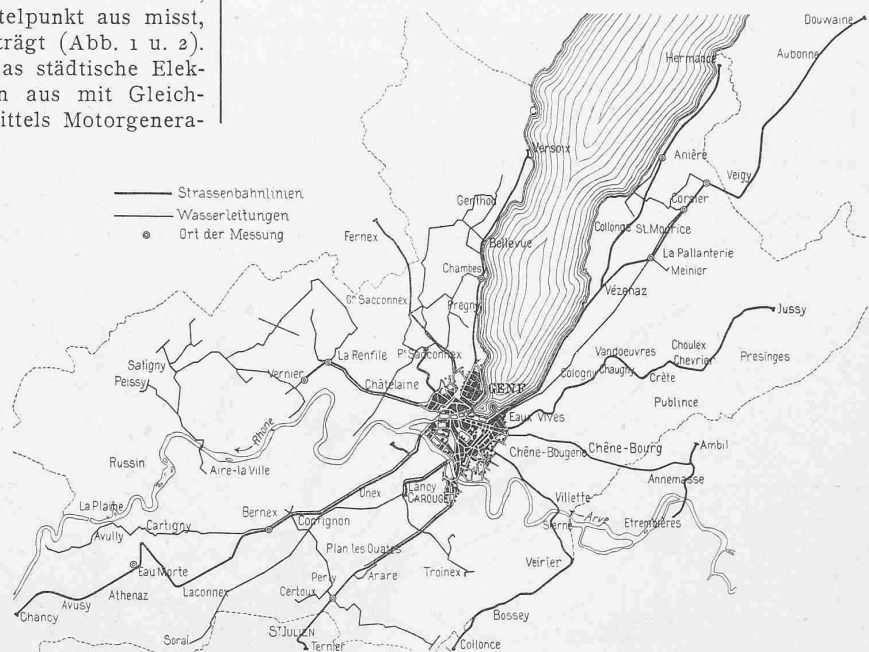 telpunkt aus misst,
trägt (Abb. 1 u. 2).
as städtische Elek-
n aus mit Gleich-
ittels Motorgenera-
Strassenbahnlinien
Wasserleitungen
Ort der Messung
Douwaine
Aubonne
Hermance
Versoix
Anière
Veigy
Genthod
Corsier
Fernex
Bellevue
Collonge
St. Maurice
La Pallanterie
Chambes
Meinier
Gd Sacconnex
Pregny
Vézenaz
Jussy
La Renfile
Pt Sacconnex
Choulex
Satigny
Vandoeuvres
Chevrier
Presinges
Peissy
Vernier
Châtelaine
Cologny
Chougny
Crète
GENF
Publince
Eaux Vives
Rhone
Chêne-Bougerie
Chêne-Bourg
Ambil
Russin
Aire-la-Ville
Annemasse
Onex
Lancy
CAROUGE
Villette
La Plaine
Bernex
Confignon
Arve
Cartigny
Sierne
Etrembières
Avully
Plan les Ouates
Veirier
Eau Morte
Perly
Arare
Troinex
Athenaz
Laconnex
Certoux
Avusy
Chancy
Bossey
Soral
ST JULIEN
Ternier
Collonce